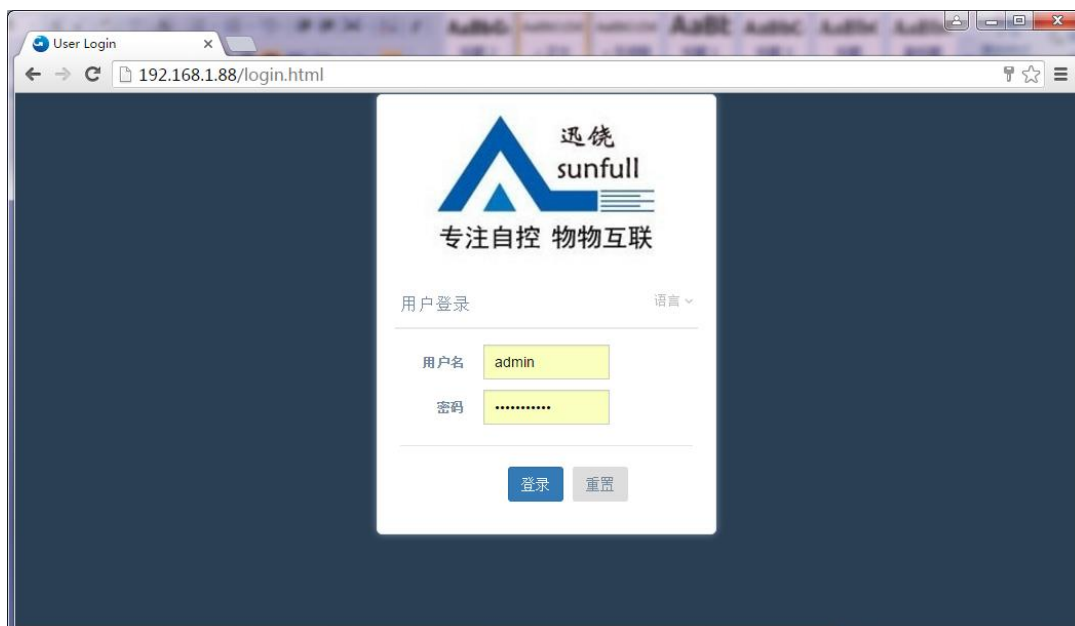 User Login
192.168.1.88/login.html
迅饶
sunfull
专注自控 物物互联
用户登录
语言
用户名 admin
密码 •••••••••••
登录 重置